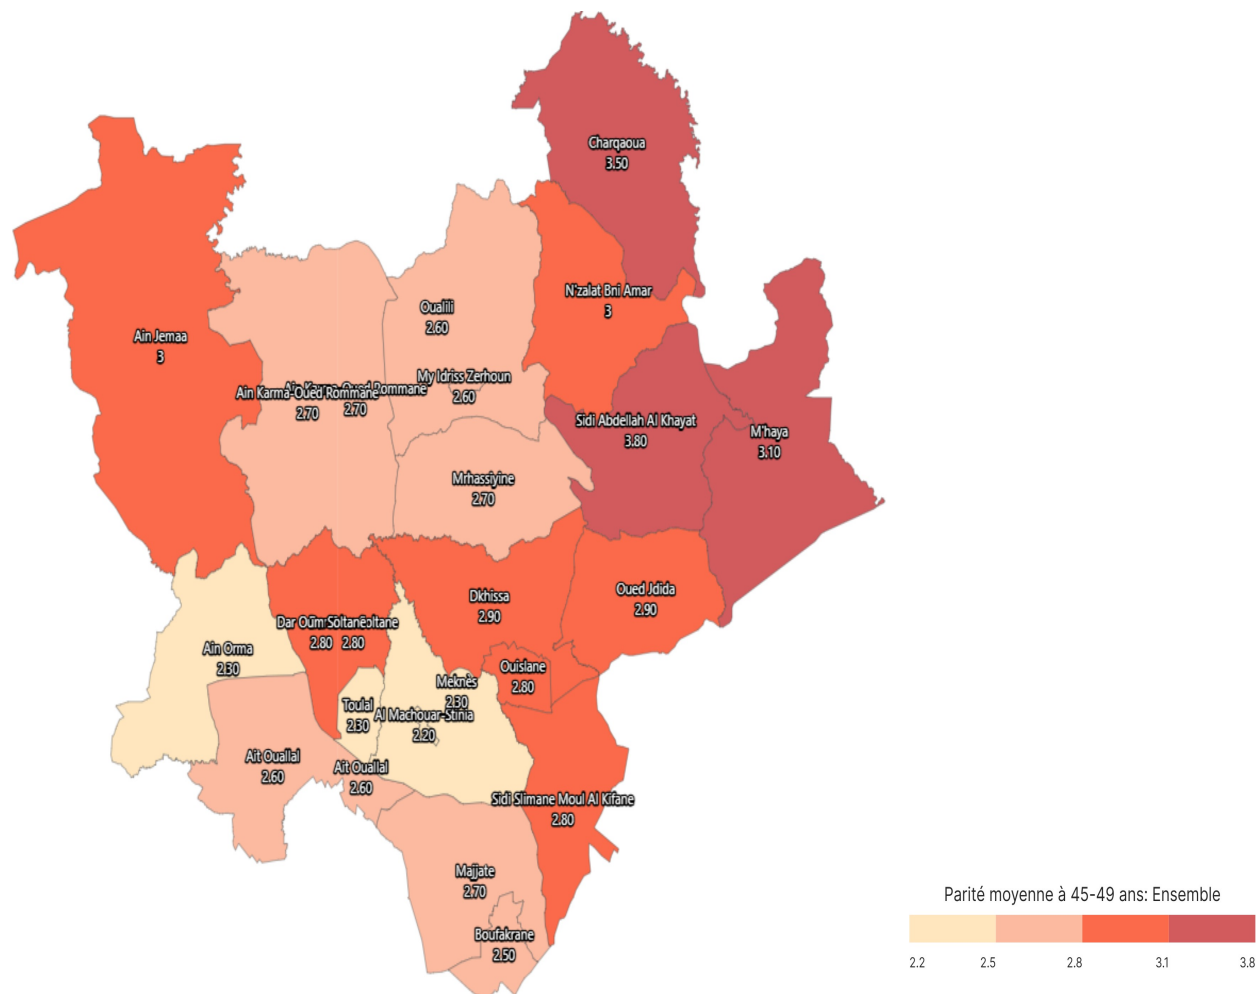 Charqaoua
3.50
N'zalat Bni Amar
3
Oualili
2.60
Ain Jemaa
3
My Idriss Zerhoun
2.60
Ain Karma-Oued Rommane
2.70
Ain Karma-Oued Rommane
2.70
Sidi Abdellah Al Khayat
3.80
M'haya
3.10
Mrhassiyine
2.70
Dkhissa
2.90
Oued Jdida
2.90
Dar Oum Soltane
2.80
2.80
Ain Orma
2.30
Ouislane
2.80
Meknès
2.30
Toulal
2.30
Al Machouar-Stinia
2.20
Aït Ouallal
2.60
Aït Ouallal
2.60
Sidi Slimane Moul Al Kifane
2.80
Majjate
2.70
Boufakrane
2.50
Parité moyenne à 45-49 ans: Ensemble
2.2 2.5 2.8 3.1 3.8